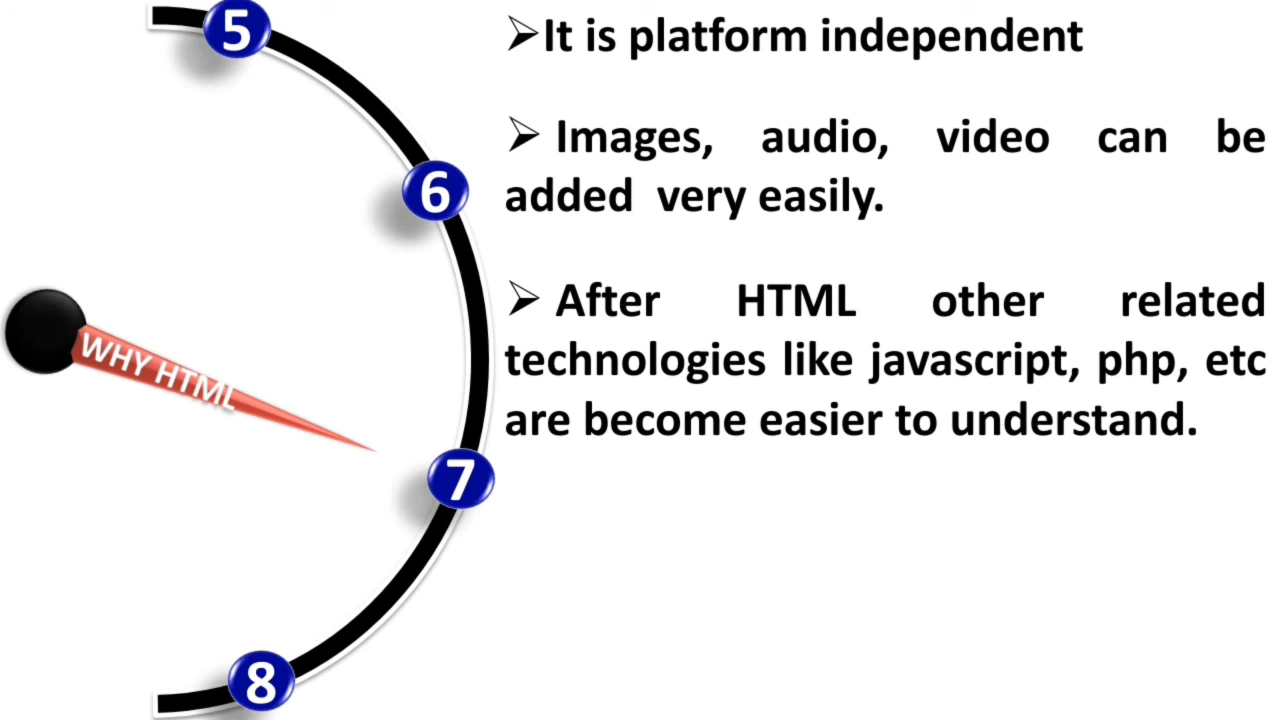 5
➢It is platform independent
6
➢ Images, audio, video can be
added very easily.
WHY HTML
➢ After HTML other related
technologies like javascript, php, etc
are become easier to understand.
7
8